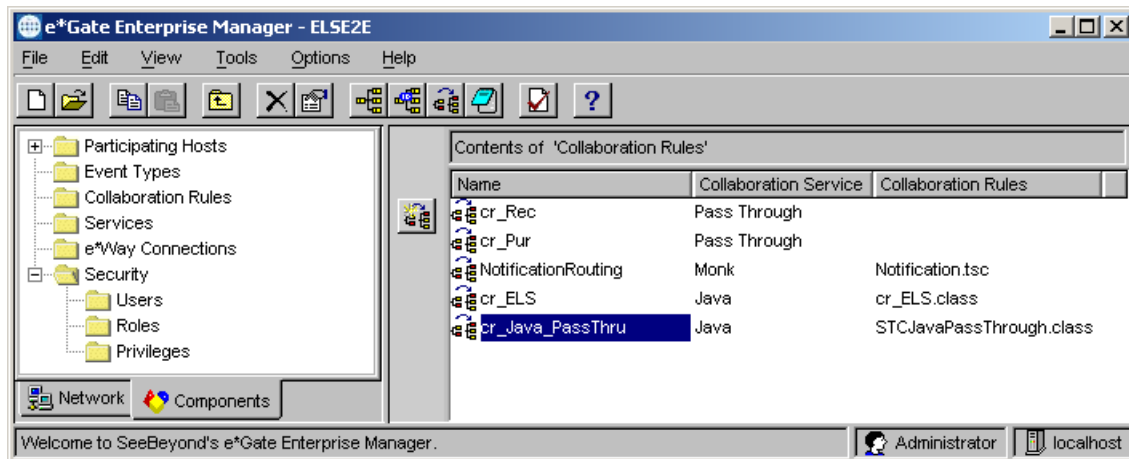 e*Gate Enterprise Manager - ELSE2E
File Edit View Tools Options Help
Participating Hosts
Event Types
Collaboration Rules
Services
e*Way Connections
Security
Users
Roles
Privileges
Network Components
Contents of 'Collaboration Rules'
Name Collaboration Service Collaboration Rules
cr_Rec Pass Through
cr_Pur Pass Through
NotificationRouting Monk Notification.tsc
cr_ELS Java cr_ELS.class
cr_Java_PassThru Java STCJavaPassThrough.class
Welcome to SeeBeyond's e*Gate Enterprise Manager. Administrator localhost